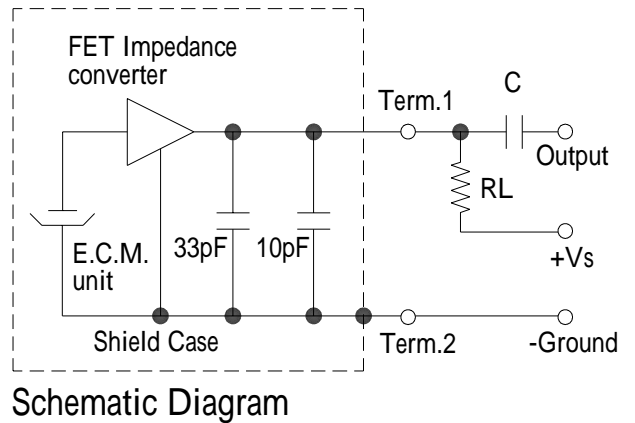 FET Impedance
converter
Term.1
C
Output
RL
+Vs
E.C.M.
unit
33pF
10pF
Shield Case
Term.2
-Ground
Schematic Diagram